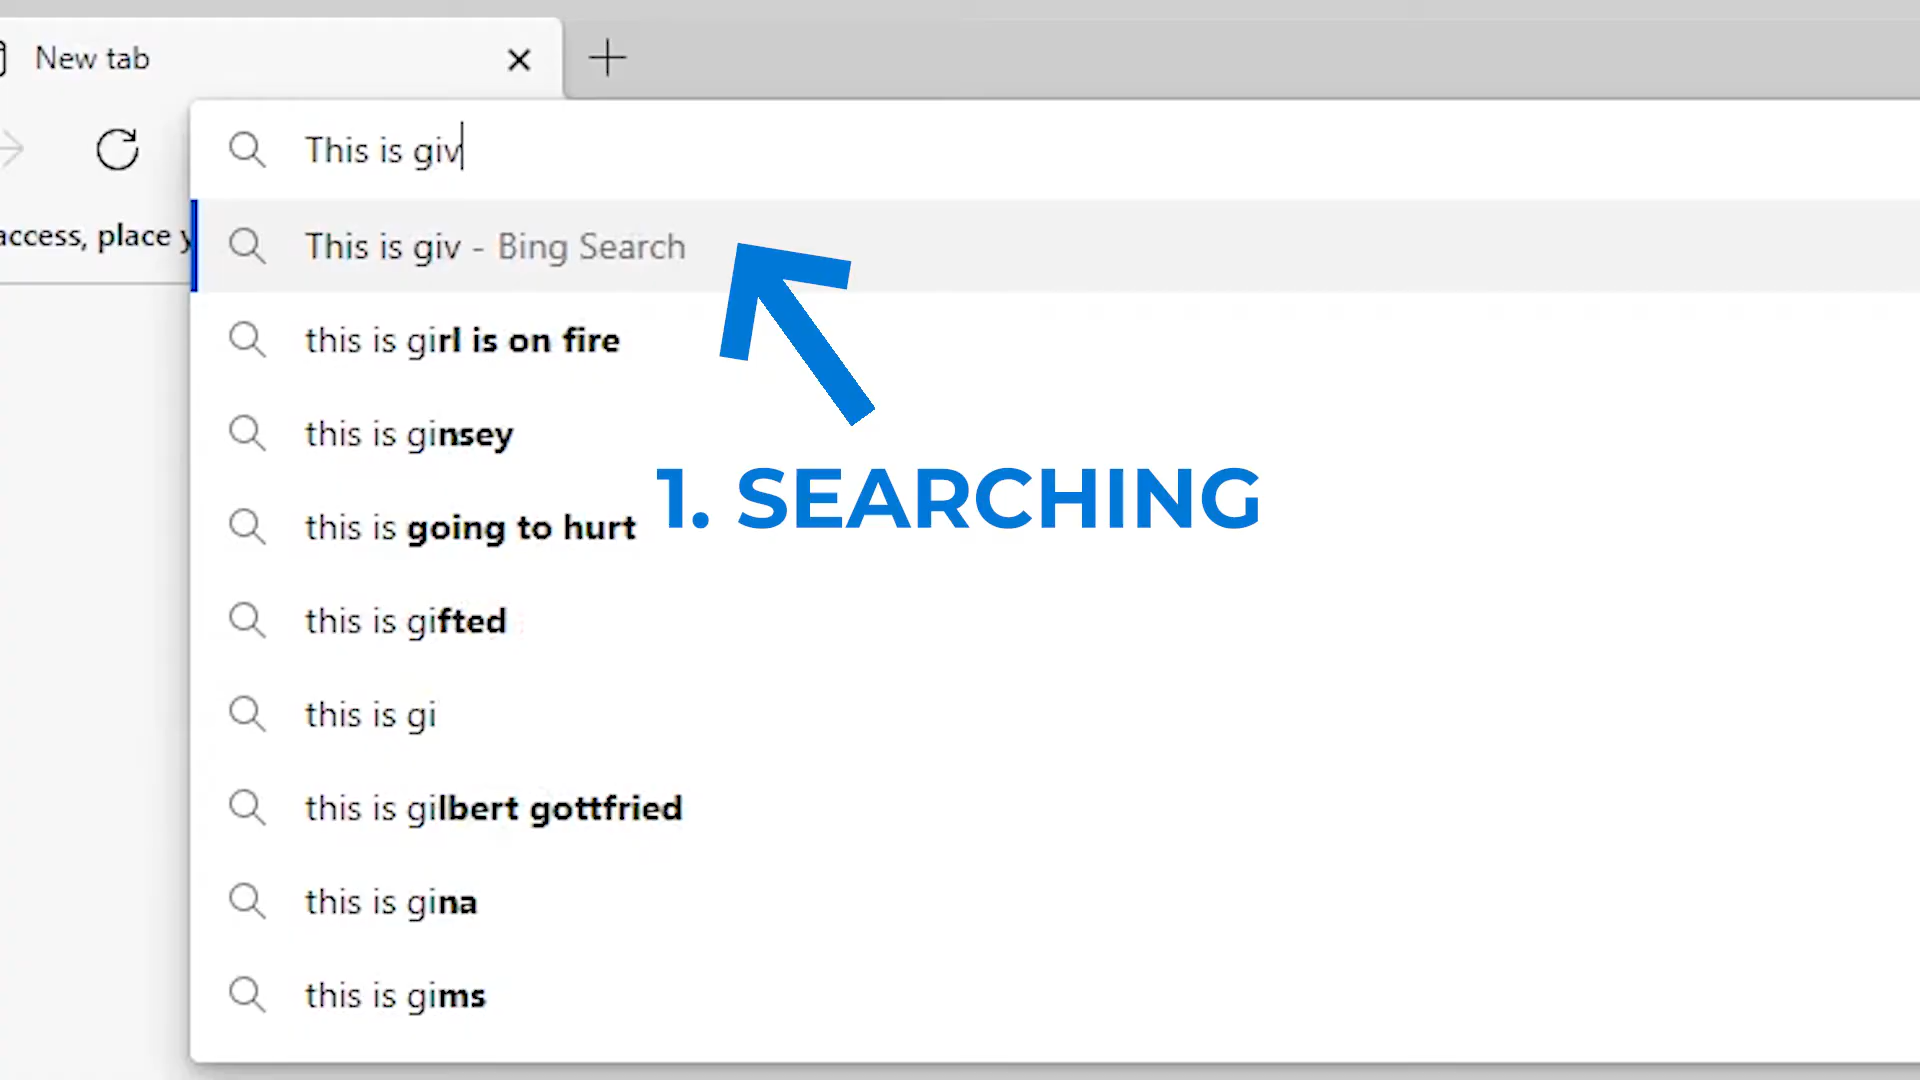 New tab
This is giv
access, place y
This is giv - Bing Search
this is girl is on fire
this is ginsey
this is going to hurt
1. SEARCHING
this is gifted
this is gi
this is gilbert gottfried
this is gina
this is gims